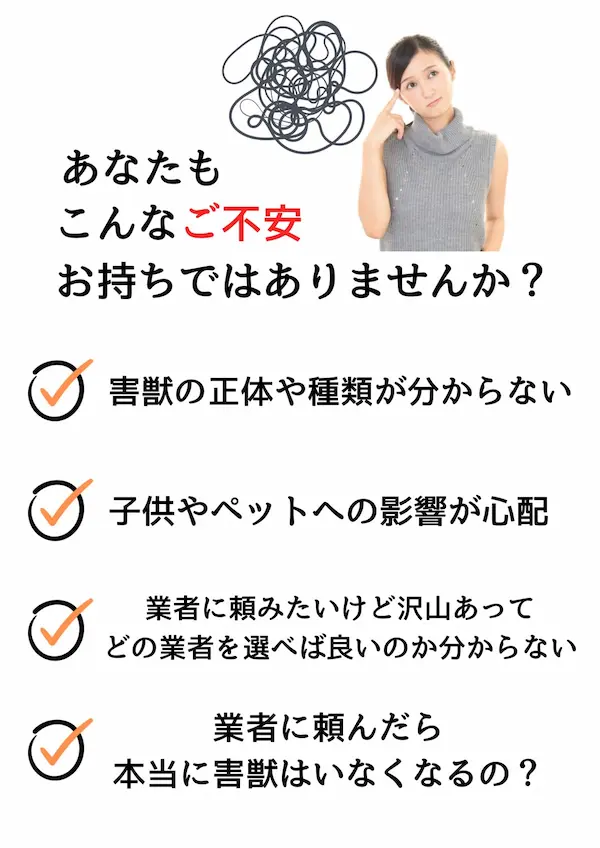 あなたも
こんなご不安
お持ちではありませんか？
害獣の正体や種類が分からない
子供やペットへの影響が心配
業者に頼みたいけど沢山あって
どの業者を選べば良いのか分からない
業者に頼んだら
本当に害獣はいなくなるの？